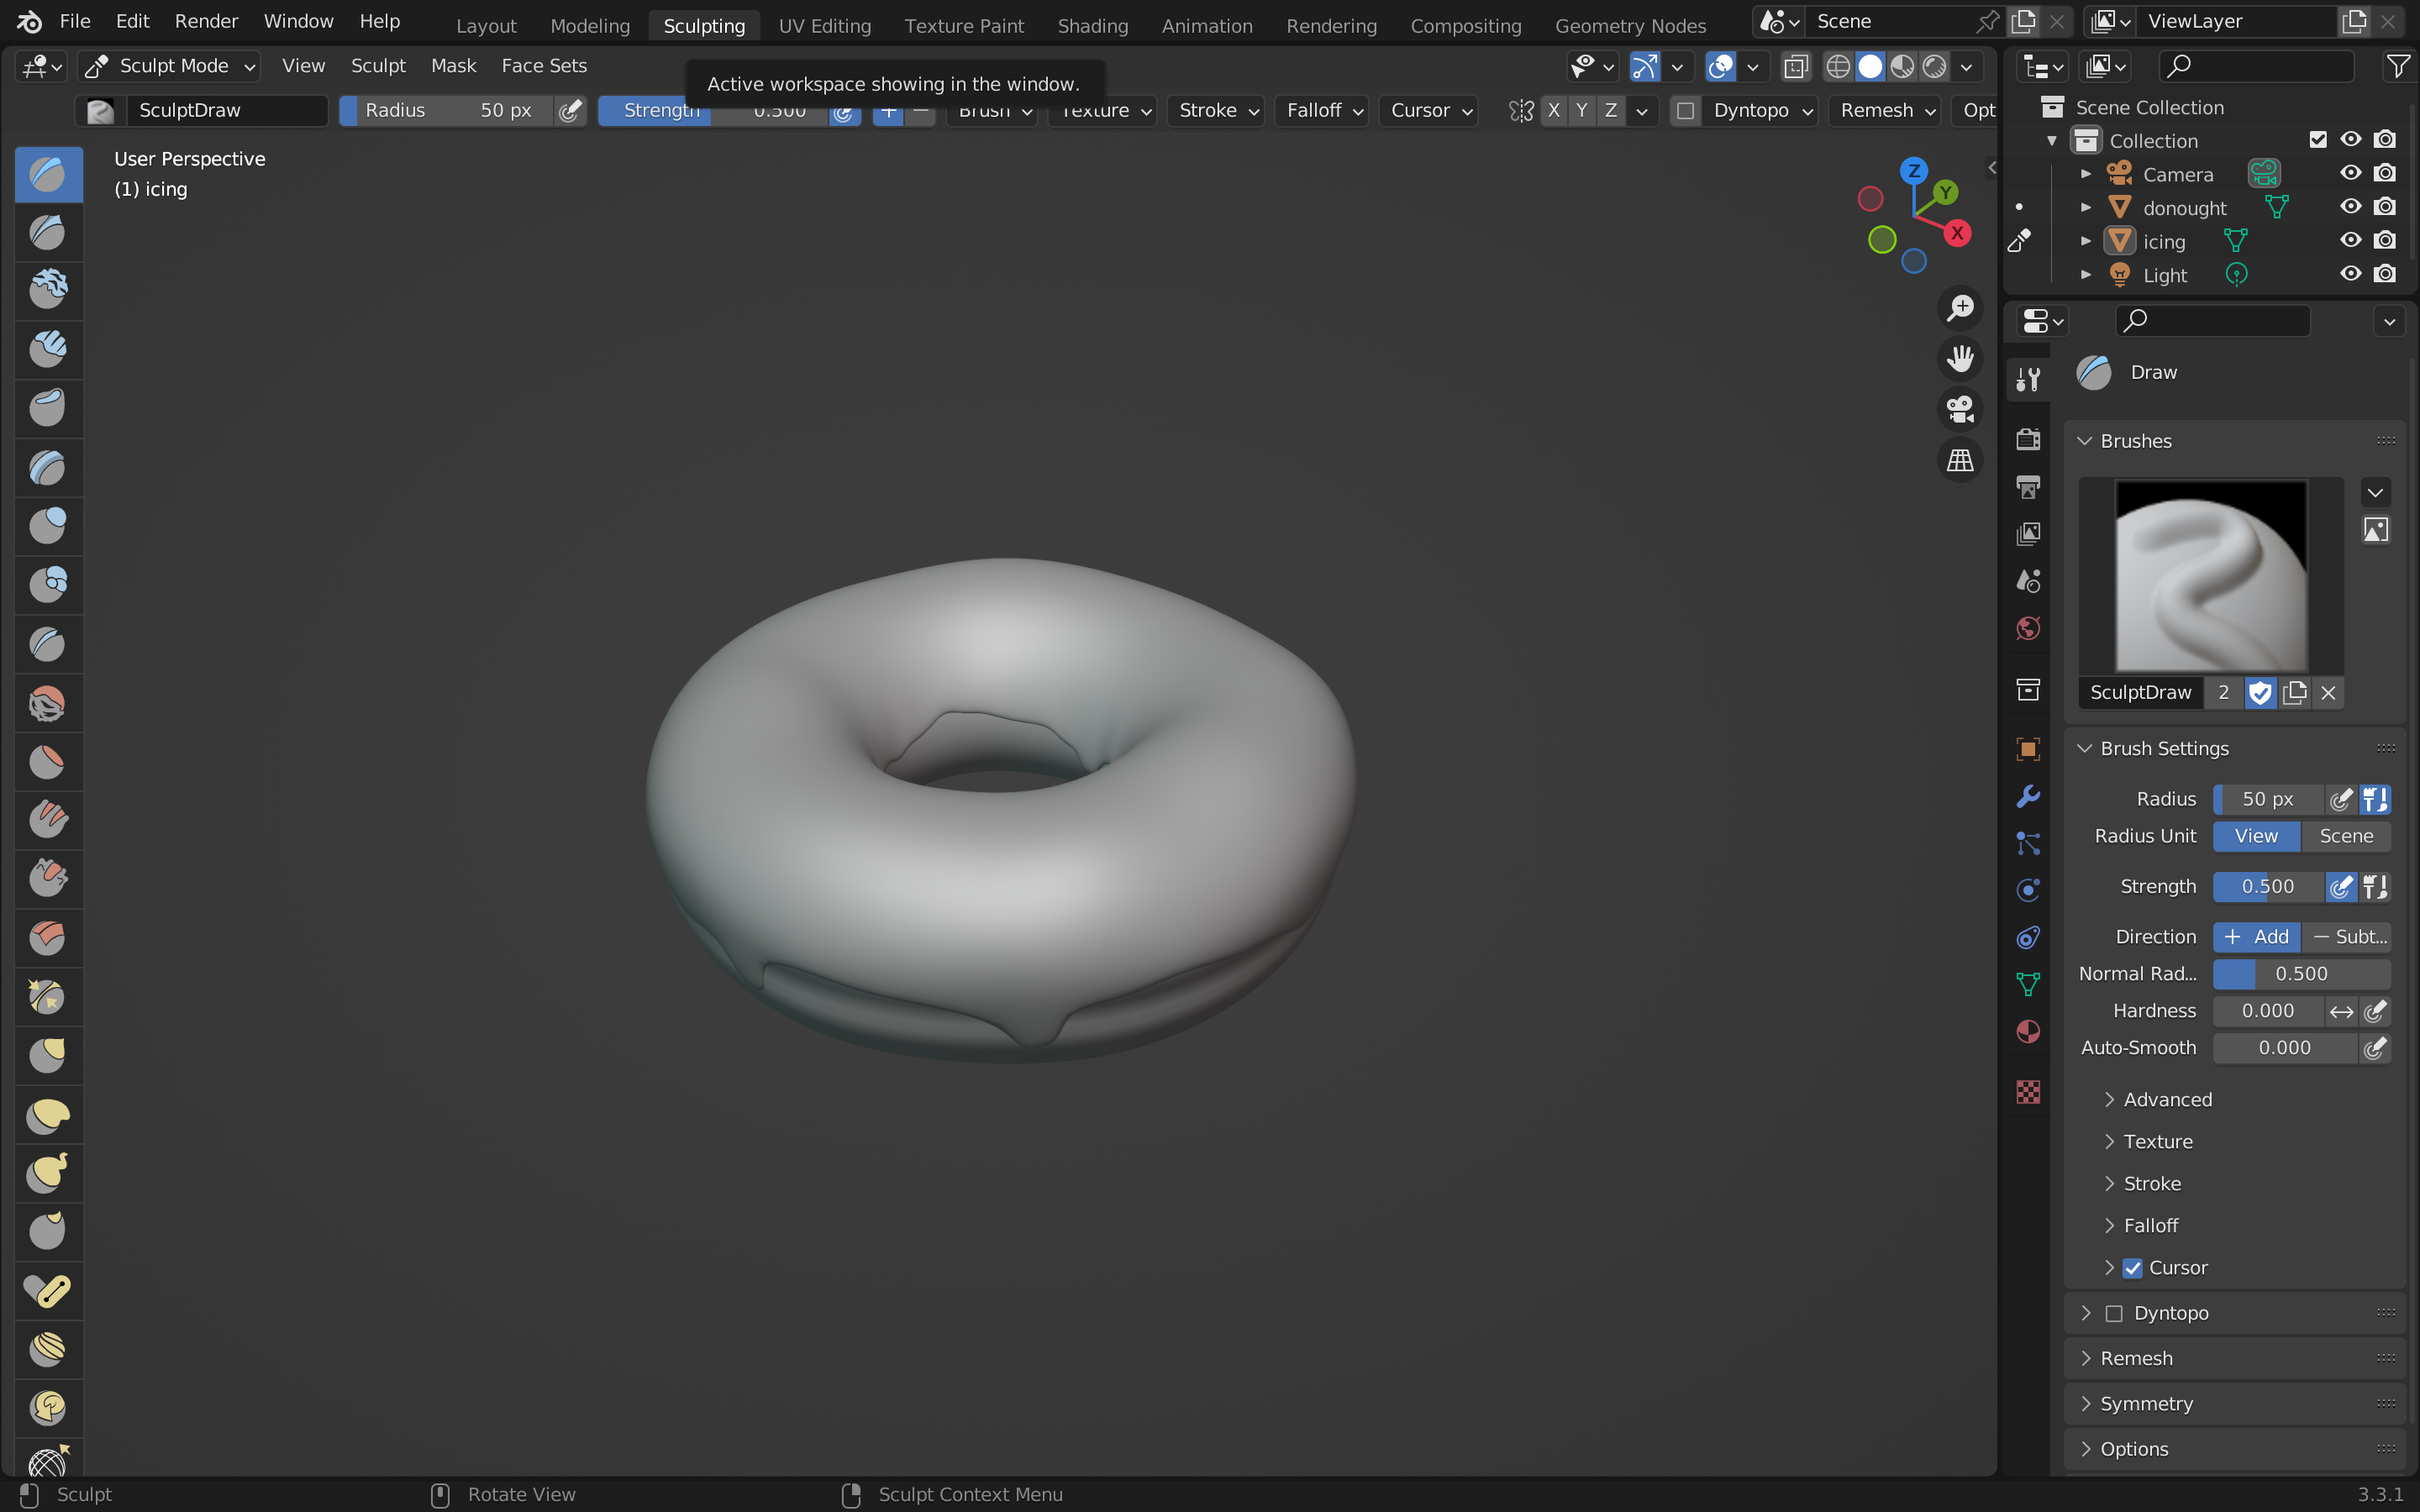 File Edit Render Window Help Layout Modeling Sculpting UV Editing Texture Paint Shading Animation Rendering Compositing Geometry Nodes Scene ViewLayer
Sculpt Mode View Sculpt Mask Face Sets
Active workspace showing in the window.
SculptDraw Radius 50 px Strength 0.500 Brush Texture Stroke Falloff Cursor X Y Z Dyntopo Remesh Opt
User Perspective
(1) icing
Z
Y
X
Scene Collection
Collection
Camera
donought
icing
Light
Draw
Brushes
SculptDraw 2
Brush Settings
Radius 50 px
Radius Unit View Scene
Strength 0.500
Direction + Add − Subt...
Normal Rad... 0.500
Hardness 0.000
Auto-Smooth 0.000
Advanced
Texture
Stroke
Falloff
Cursor
Dyntopo
Remesh
Symmetry
Options
Sculpt Rotate View Sculpt Context Menu 3.3.1